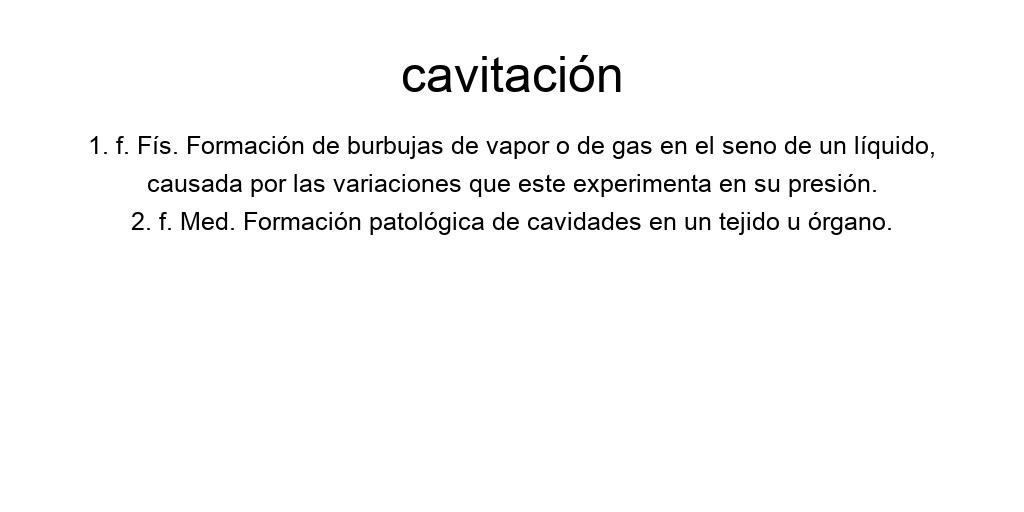 cavitación
1. f. Fís. Formación de burbujas de vapor o de gas en el seno de un líquido,
causada por las variaciones que este experimenta en su presión.
2. f. Med. Formación patológica de cavidades en un tejido u órgano.